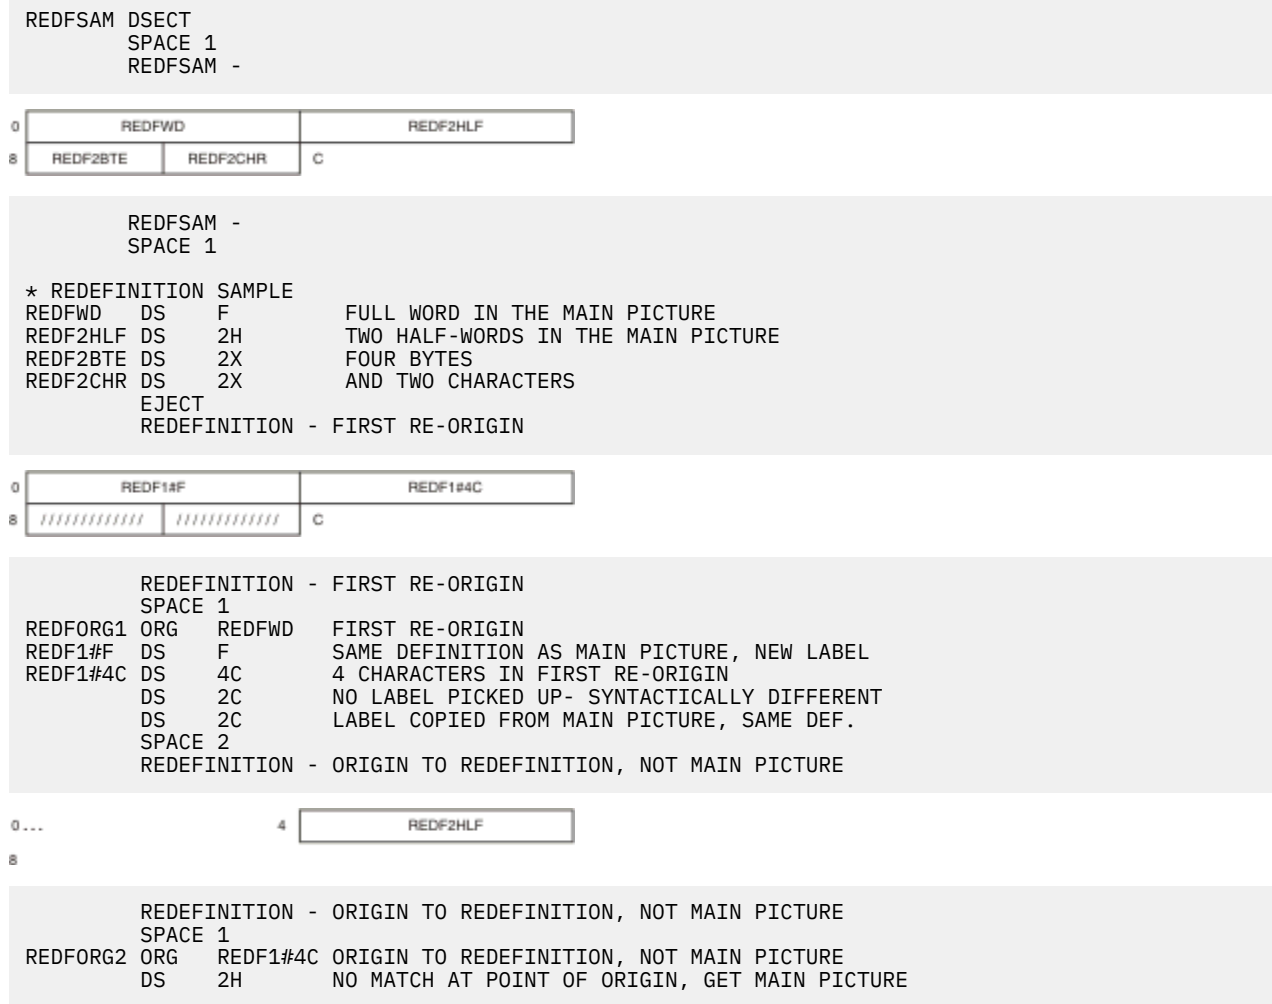 REDFSAM DSECT
SPACE 1
REDFSAM -
0 REDFWD REDF2HLF
8 REDF2BTE REDF2CHR C
REDFSAM -
SPACE 1
* REDEFINITION SAMPLE
REDFWD DS F FULL WORD IN THE MAIN PICTURE
REDF2HLF DS 2H TWO HALF-WORDS IN THE MAIN PICTURE
REDF2BTE DS 2X FOUR BYTES
REDF2CHR DS 2X AND TWO CHARACTERS
EJECT
REDEFINITION - FIRST RE-ORIGIN
0 REDF1#F REDF1#4C
8 ///////////// ///////////// C
REDEFINITION - FIRST RE-ORIGIN
SPACE 1
REDFORG1 ORG REDFWD FIRST RE-ORIGIN
REDF1#F DS F SAME DEFINITION AS MAIN PICTURE, NEW LABEL
REDF1#4C DS 4C 4 CHARACTERS IN FIRST RE-ORIGIN
DS 2C NO LABEL PICKED UP- SYNTACTICALLY DIFFERENT
DS 2C LABEL COPIED FROM MAIN PICTURE, SAME DEF.
SPACE 2
REDEFINITION - ORIGIN TO REDEFINITION, NOT MAIN PICTURE
0... 4 REDF2HLF
8
REDEFINITION - ORIGIN TO REDEFINITION, NOT MAIN PICTURE
SPACE 1
REDFORG2 ORG REDF1#4C ORIGIN TO REDEFINITION, NOT MAIN PICTURE
DS 2H NO MATCH AT POINT OF ORIGIN, GET MAIN PICTURE